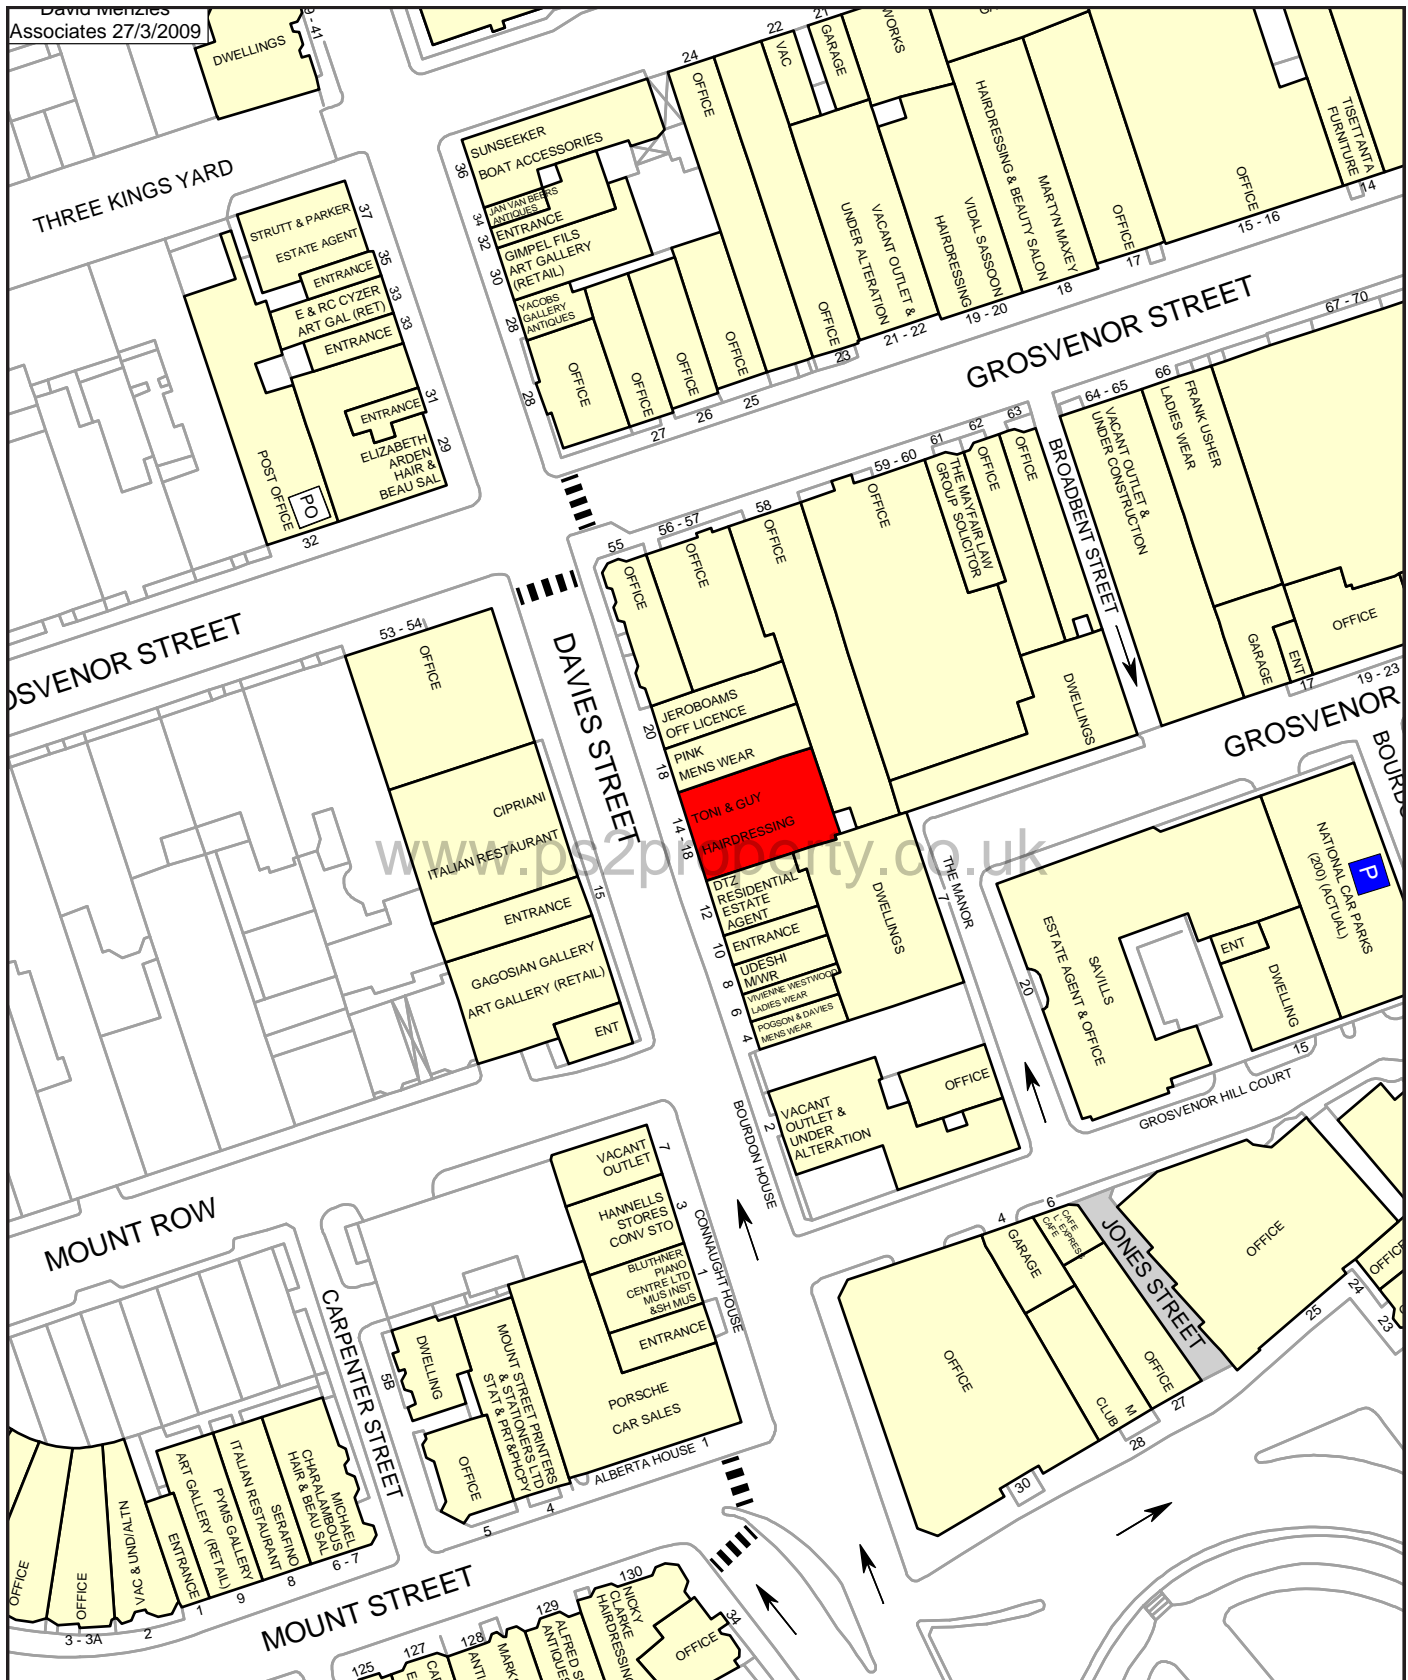 David Menzies
Associates 27/3/2009
DWELLINGS
39 - 41
THREE KINGS YARD
STRUTT & PARKER
ESTATE AGENT
37
35
ENTRANCE
33
E & RC CYZER
ART GAL (RET)
33
ENTRANCE
31
ENTRANCE
29
ELIZABETH
ARDEN
HAIR &
BEAU SAL
POST OFFICE
PO
32
SUNSEEKER
BOAT ACCESSORIES
36
JAN VAN BEERS
ANTIQUES
34
ENTRANCE
32
GIMPEL FILS
ART GALLERY
(RETAIL)
30
YACOBS
GALLERY
ANTIQUES
28
OFFICE
28
OFFICE
27
OFFICE
26
OFFICE
25
24
OFFICE
OFFICE
23
22
VAC
21
GARAGE
WORKS
VACANT OUTLET &
UNDER ALTERATION
21 - 22
VIDAL SASSOON
HAIRDRESSING
19 - 20
MARTYN MAXEY
HAIRDRESSING & BEAUTY SALON
18
OFFICE
17
OFFICE
15 - 16
TISETTANTA
FURNITURE
14
GROSVENOR STREET
67 - 70
66
FRANK USHER
LADIES WEAR
64 - 65
VACANT OUTLET &
UNDER CONSTRUCTION
BROADBENT STREET
63
OFFICE
62
OFFICE
61
THE MAYFAIR LAW
GROUP SOLICITOR
59 - 60
OFFICE
58
OFFICE
56 - 57
OFFICE
55
OFFICE
GARAGE
ENT
17
OFFICE
19 - 23
DWELLINGS
GROSVENOR
OSVENOR STREET
53 - 54
OFFICE
DAVIES STREET
JEROBOAMS
OFF LICENCE
20
PINK
MENS WEAR
18
TONI & GUY
HAIRDRESSING
14 - 18
www.ps2property.co.uk
CIPRIANI
ITALIAN RESTAURANT
15
ENTRANCE
GAGOSIAN GALLERY
ART GALLERY (RETAIL)
ENT
DTZ
RESIDENTIAL
ESTATE
AGENT
12
ENTRANCE
10
UDESHI
M/WR
8
VIVIENNE WESTWOOD
LADIES WEAR
6
POGSON & DAVIES
MENS WEAR
4
DWELLINGS
THE MANOR
7
NATIONAL CAR PARKS
(200) (ACTUAL)
P
SAVILLS
ESTATE AGENT & OFFICE
20
ENT
DWELLING
15
GROSVENOR HILL COURT
OFFICE
VACANT
OUTLET &
UNDER
ALTERATION
2
BOURDON HOUSE
MOUNT ROW
VACANT
OUTLET
7
HANNELLS
STORES
CONV STO
3
BLUTHNER
PIANO
CENTRE LTD
MUS INST
&SH MUS
1
CONNAUGHT HOUSE
ENTRANCE
PORSCHE
CAR SALES
ALBERTA HOUSE 1
MOUNT STREET PRINTERS
& STATIONERS LTD
STAT & PRT &PHCPY
4
DWELLING
5B
OFFICE
5
CARPENTER STREET
MICHAEL
CHARALAMBOUS
HAIR & BEAU SAL
6 - 7
SERAFINO
ITALIAN RESTAURANT
8
PYMS GALLERY
ART GALLERY (RETAIL)
9
ENTRANCE
1
VAC & UND/ALTN
2
OFFICE
3 - 3A
OFFICE
MOUNT STREET
125
127
128
129
130
ALFRED
ANTIQUES
NICKY
CLARKE
HAIRDRESSING
OFFICE
34
MARK
OFFICE
30
4
GARAGE
6
CAFE
L' EXPRESS
CAFE
JONES STREET
OFFICE
27
CLUB
M
28
OFFICE
25
24
OFFICE
23